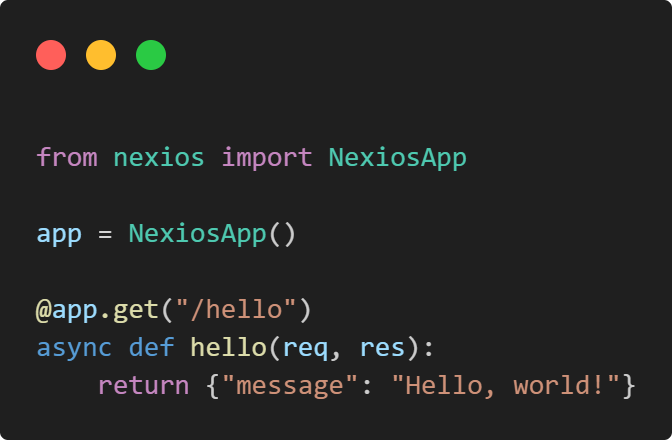 from nexios import NexiosApp
app = NexiosApp()
@app.get("/hello")
async def hello(req, res):
    return {"message": "Hello, world!"}